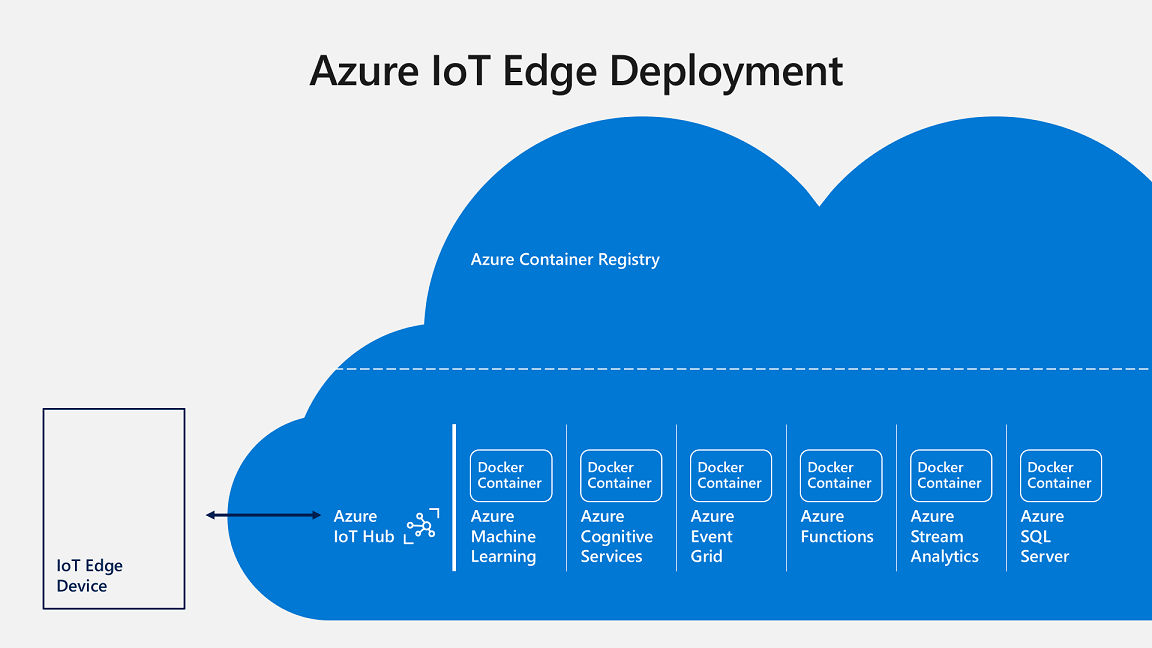 Azure IoT Edge Deployment
Azure Container Registry
IoT Edge
Device
Azure
IoT Hub
Docker
Container
Azure
Machine
Learning
Docker
Container
Azure
Cognitive
Services
Docker
Container
Azure
Event
Grid
Docker
Container
Azure
Functions
Docker
Container
Azure
Stream
Analytics
Docker
Container
Azure
SQL
Server